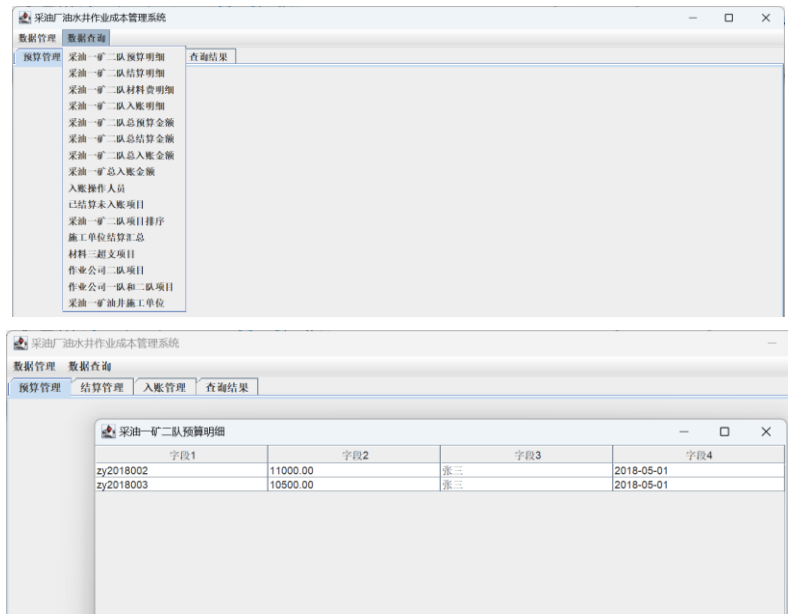 采油厂油水井作业成本管理系统
数据管理 数据查询
预算管理 查询结果
采油一矿二队预算明细
采油一矿二队结算明细
采油一矿二队材料费明细
采油一矿二队入账明细
采油一矿二队总预算金额
采油一矿二队总结算金额
采油一矿二队总入账金额
采油一矿总入账金额
入账操作人员
已结算未入账项目
采油一矿二队项目排序
施工单位结算汇总
材料三超支项目
作业公司二队项目
作业公司一队和二队项目
采油一矿油井施工单位
采油厂油水井作业成本管理系统
数据管理 数据查询
预算管理 结算管理 入账管理 查询结果
采油一矿二队预算明细
字段1 字段2 字段3 字段4
zy2018002 11000.00 张三 2018-05-01
zy2018003 10500.00 张三 2018-05-01